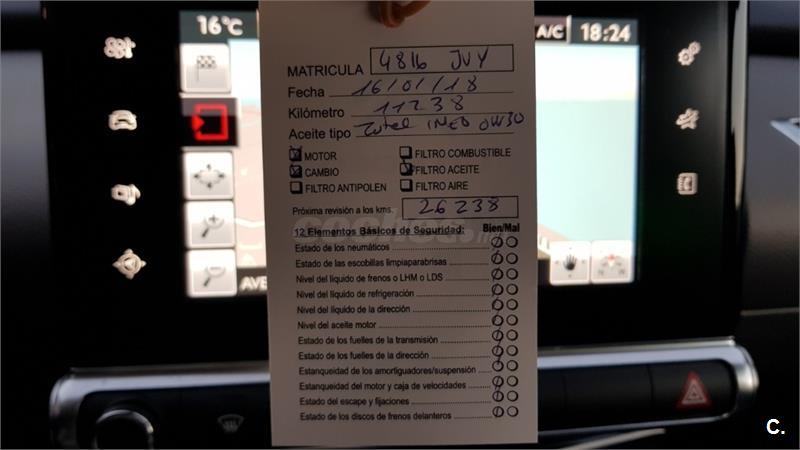 16°C
A/C 18:24
MATRICULA 4816 JVY
Fecha 16/01/18
Kilómetro 11238
Aceite tipo Total INEO 0W30
MOTOR FILTRO COMBUSTIBLE
CAMBIO FILTRO ACEITE
FILTRO ANTIPOLEN FILTRO AIRE
Próxima revisión a los kms. 26238
12 Elementos Básicos de Seguridad: Bien/Mal
Estado de los neumáticos
Estado de las escobillas limpiaparabrisas
Nivel del líquido de frenos o LHM o LDS
Nivel del líquido de refrigeración
Nivel del líquido de la dirección
Nivel del aceite motor
Estado de los fuelles de la transmisión
Estado de los fuelles de la dirección
Estanqueidad de los amortiguadores/suspensión
Estanqueidad del motor y caja de velocidades
Estado del escape y fijaciones
Estado de los discos de frenos delanteros
AVE
C.